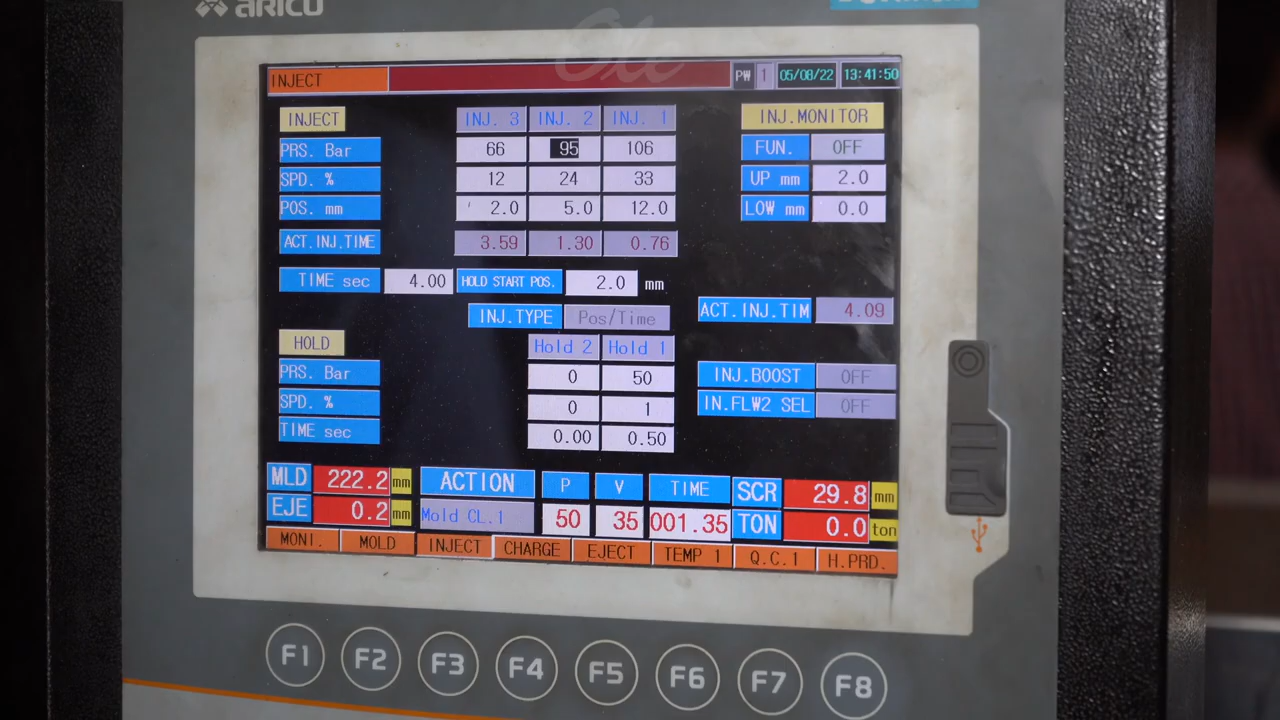 ARICO
Ole
INJECT PW 1 05/08/22 13:41:50
INJECT INJ. 3 INJ. 2 INJ. 1 INJ.MONITOR
PRS. Bar 66 95 106 FUN. OFF
SPD. % 12 24 33 UP mm 2.0
POS. mm 2.0 5.0 12.0 LOW mm 0.0
ACT.INJ.TIME 3.59 1.30 0.76
TIME sec 4.00 HOLD START POS. 2.0 mm
INJ.TYPE Pos/Time ACT.INJ.TIM 4.09
HOLD Hold 2 Hold 1
PRS. Bar 0 50 INJ.BOOST OFF
SPD. % 0 1 IN.FLW2 SEL OFF
TIME sec 0.00 0.50
MLD 222.2 mm ACTION P V TIME SCR 29.8 mm
EJE 0.2 mm Mold CL.1 50 35 001.35 TON 0.0 ton
MONI. MOLD INJECT CHARGE EJECT TEMP 1 Q.C.1 H.PRD.
F1 F2 F3 F4 F5 F6 F7 F8